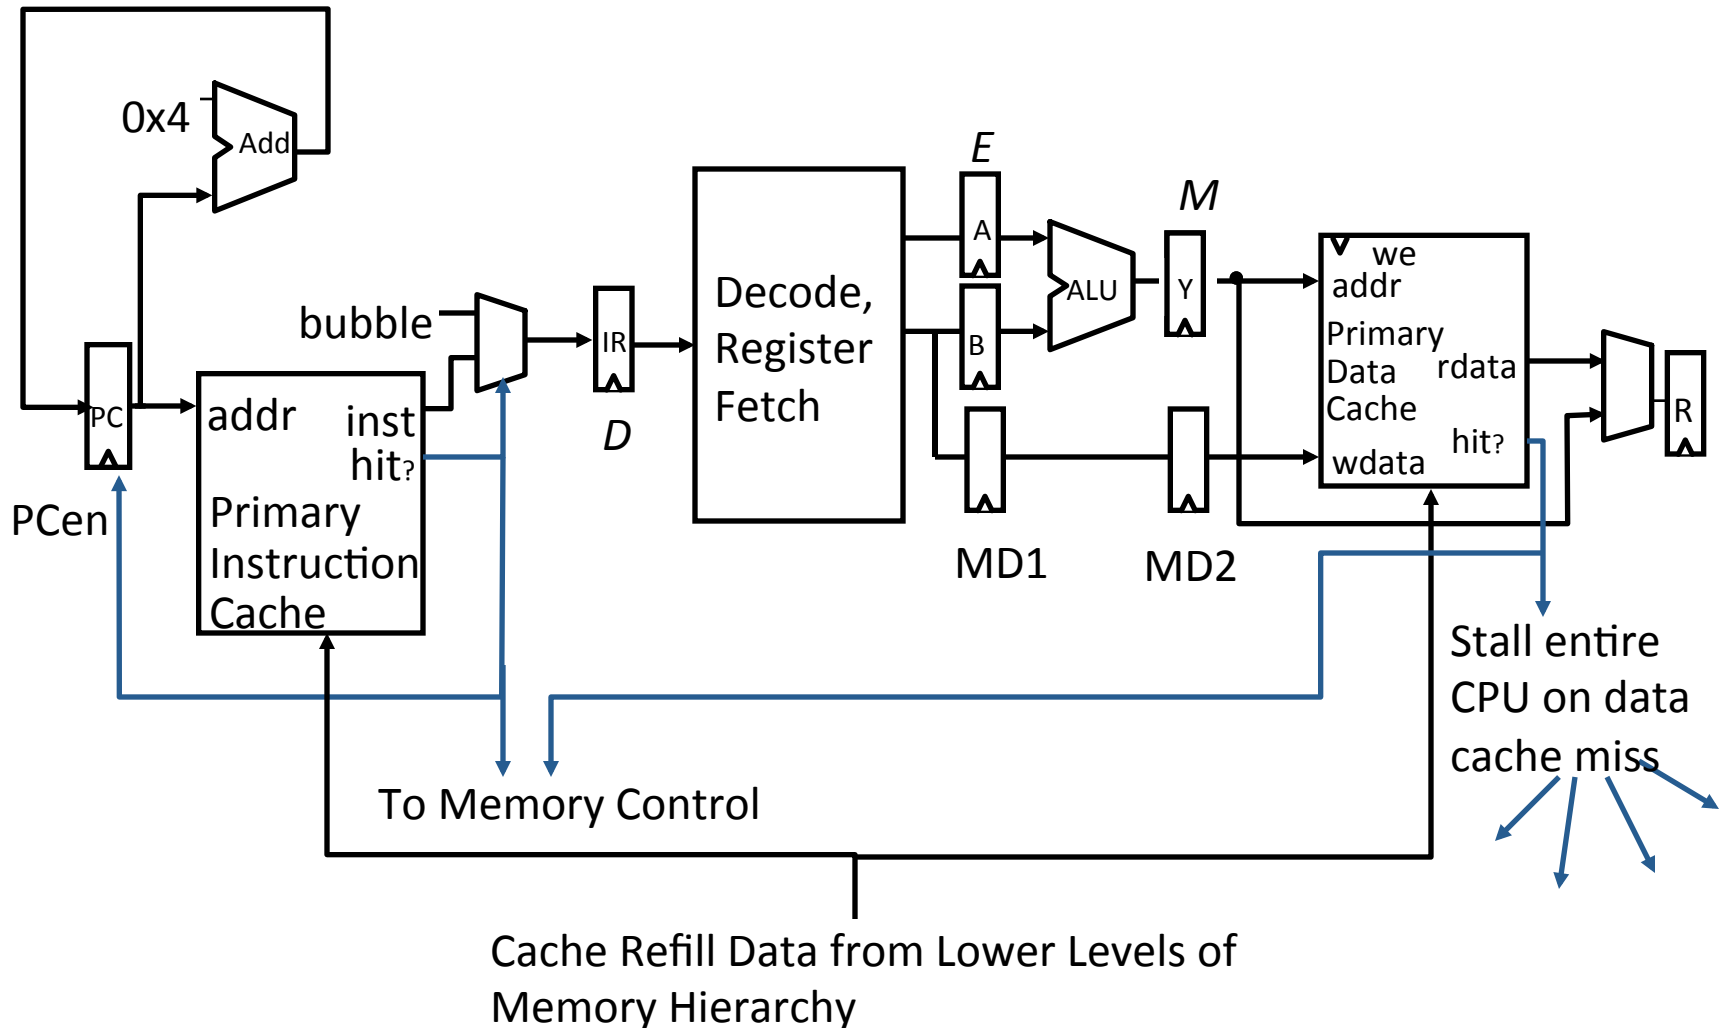 0x4
Add
PC
PCen
addr
inst
hit?
Primary
Instruction
Cache
bubble
IR
D
Decode,
Register
Fetch
E
A
B
MD1
ALU
M
Y
MD2
we
addr
Primary
Data
Cache
rdata
hit?
wdata
R
Stall entire
CPU on data
cache miss
To Memory Control
Cache Refill Data from Lower Levels of
Memory Hierarchy